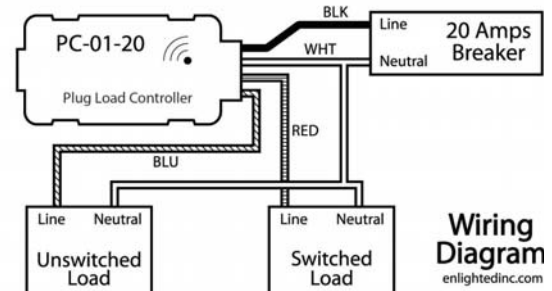 PC-01-20
Plug Load Controller
BLK
WHT
Line
Neutral
20 Amps
Breaker
RED
BLU
Line Neutral
Unswitched
Load
Line Neutral
Switched
Load
Wiring
Diagram
enlightedinc.com